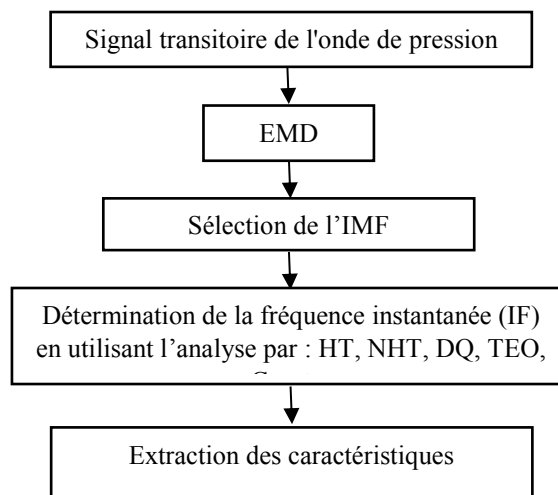 Signal transitoire de l'onde de pression
EMD
Sélection de l’IMF
Détermination de la fréquence instantanée (IF)
en utilisant l’analyse par : HT, NHT, DQ, TEO,
Extraction des caractéristiques